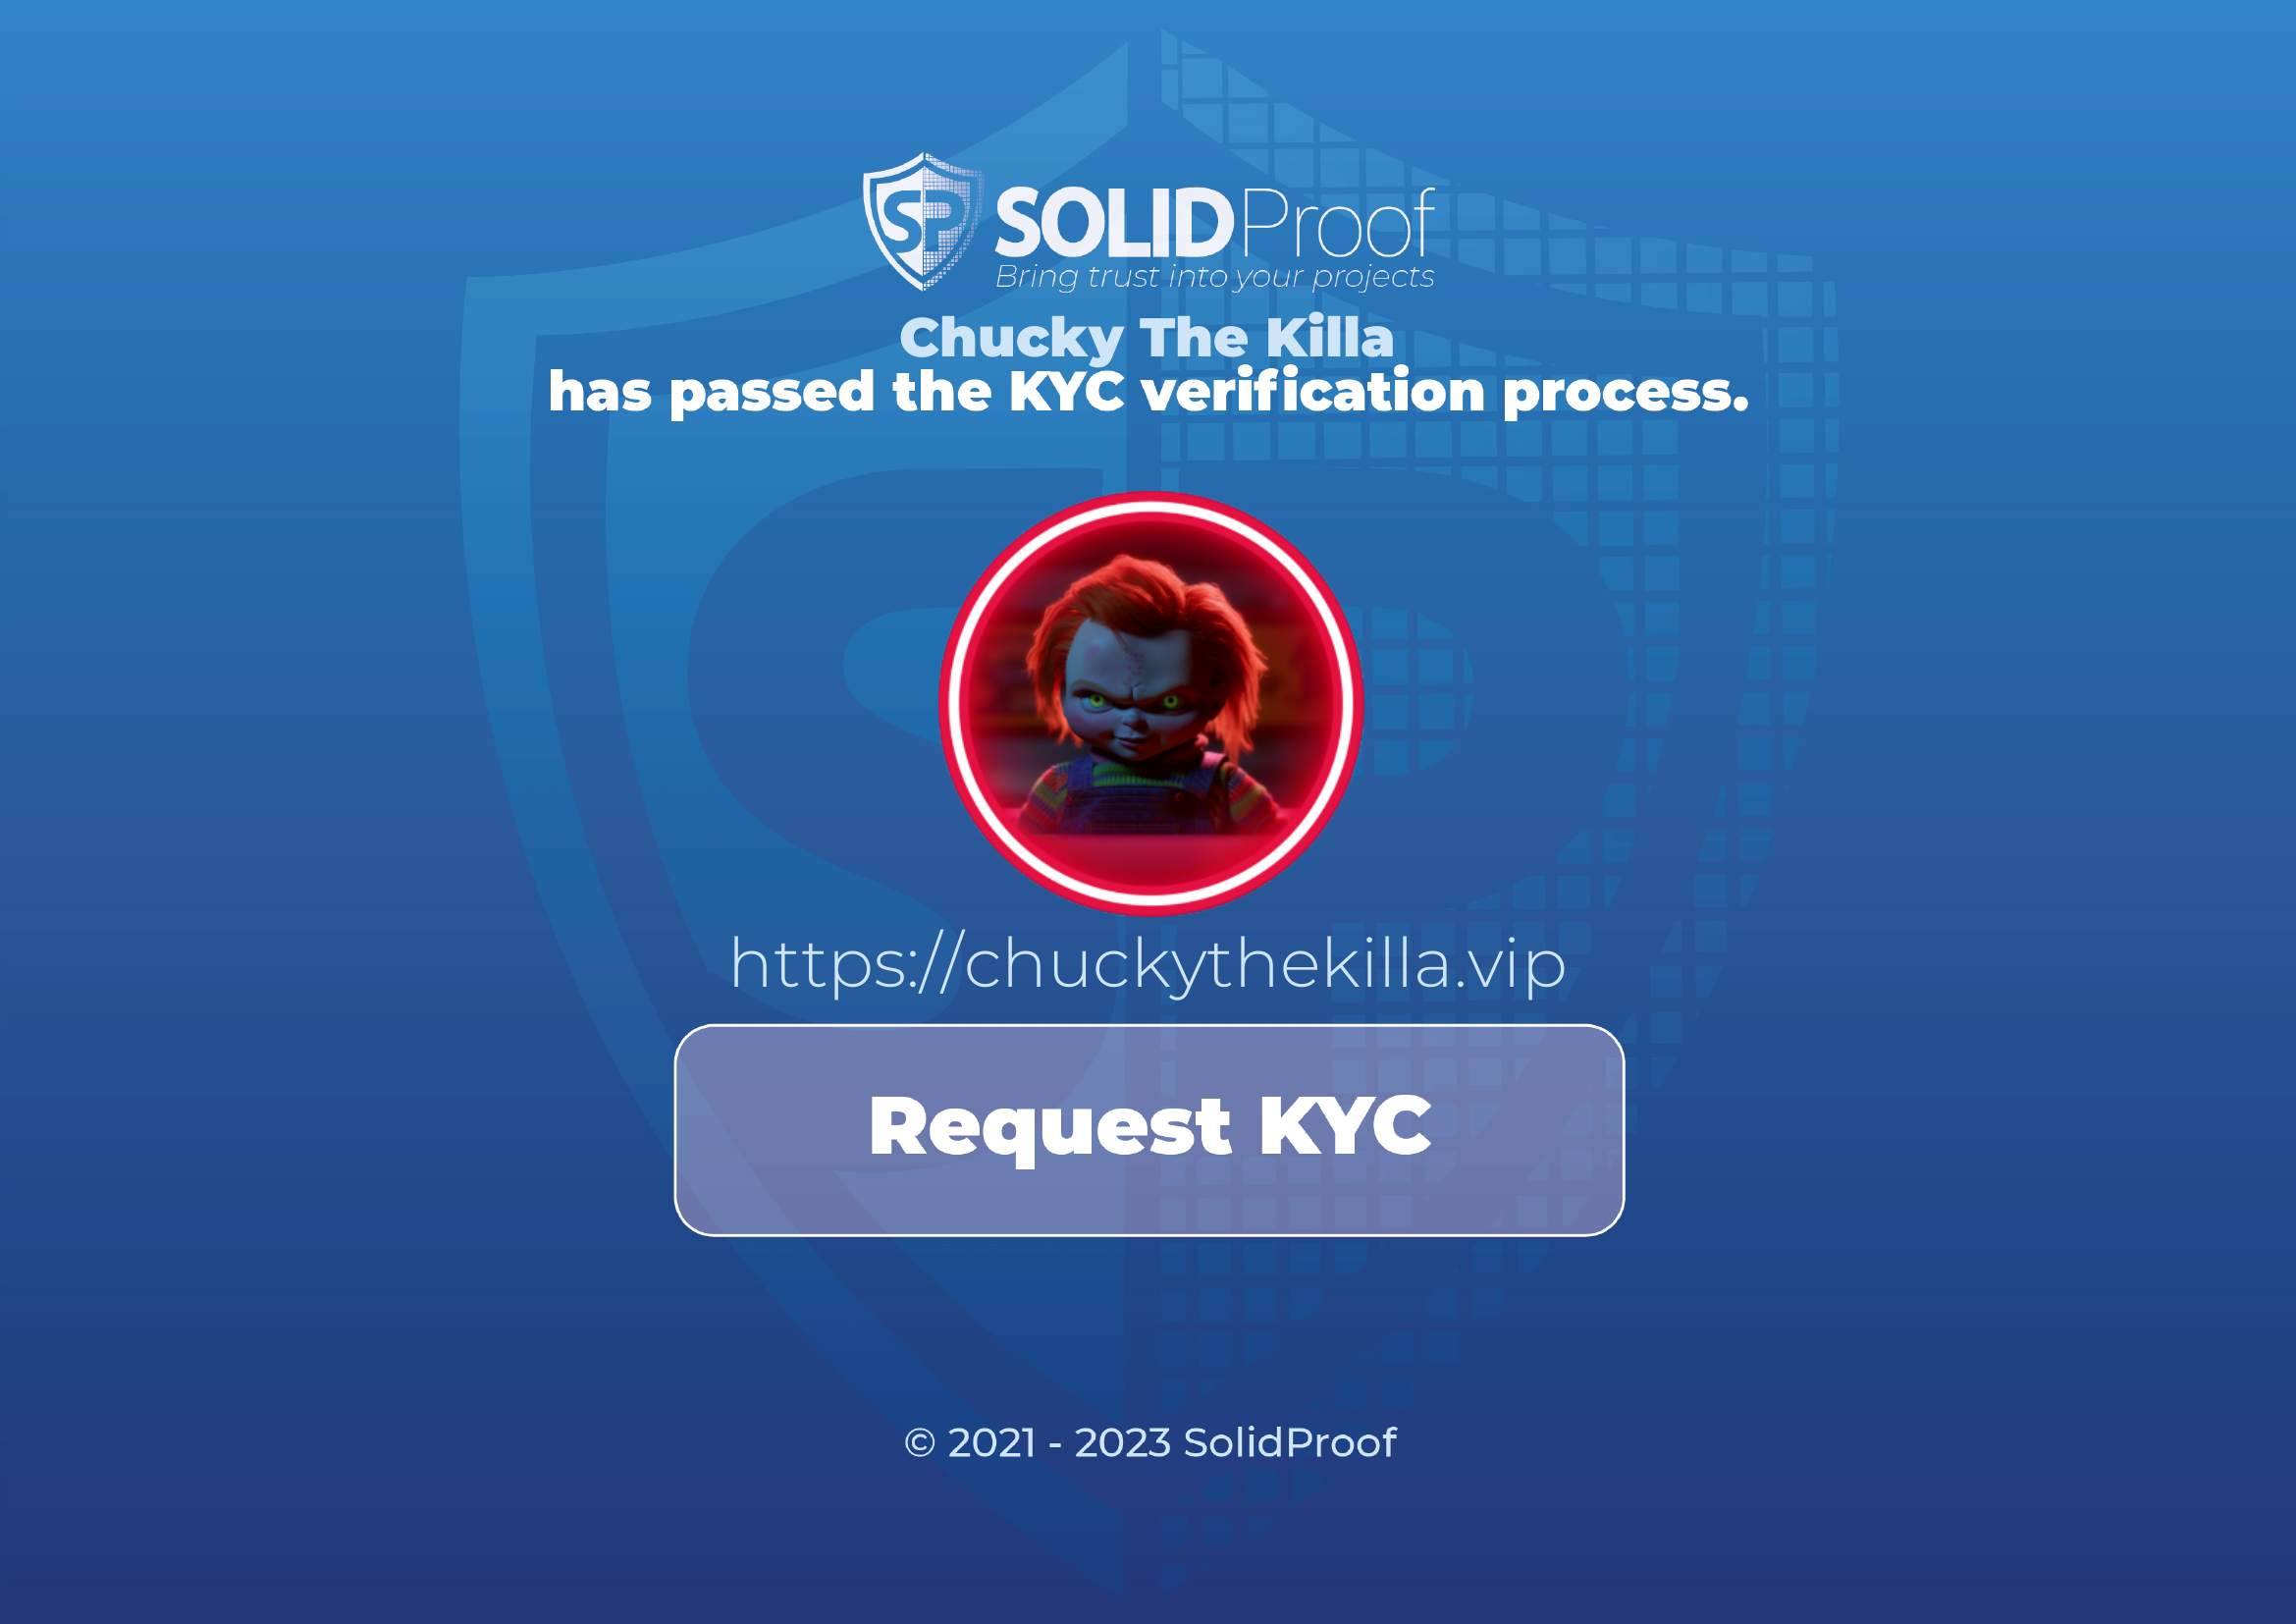 SP SOLIDProof
Bring trust into your projects
Chucky The Killa
has passed the KYC verification process.
https://chuckythekilla.vip
Request KYC
© 2021 - 2023 SolidProof